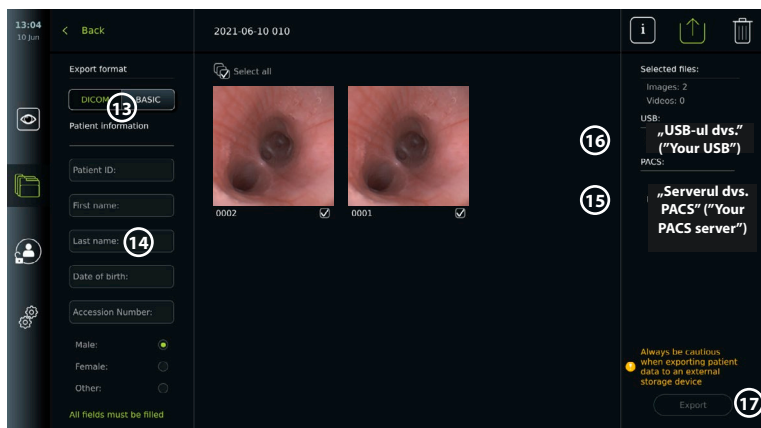 13:04
10 Jun
Back
2021-06-10 010
i
Export format
DICOM
BASIC
13
Patient information
Patient ID:
First name:
Last name:
14
Date of birth:
Accession Number:
Male:
Female:
Other:
All fields must be filled
Select all
0002
0001
Selected files:
Images: 2
Videos: 0
USB:
16
„USB-ul dvs.”
(”Your USB”)
PACS:
15
„Serverul dvs.
PACS” (”Your
PACS server”)
Always be cautious
when exporting patient
data to an external
storage device
Export
17